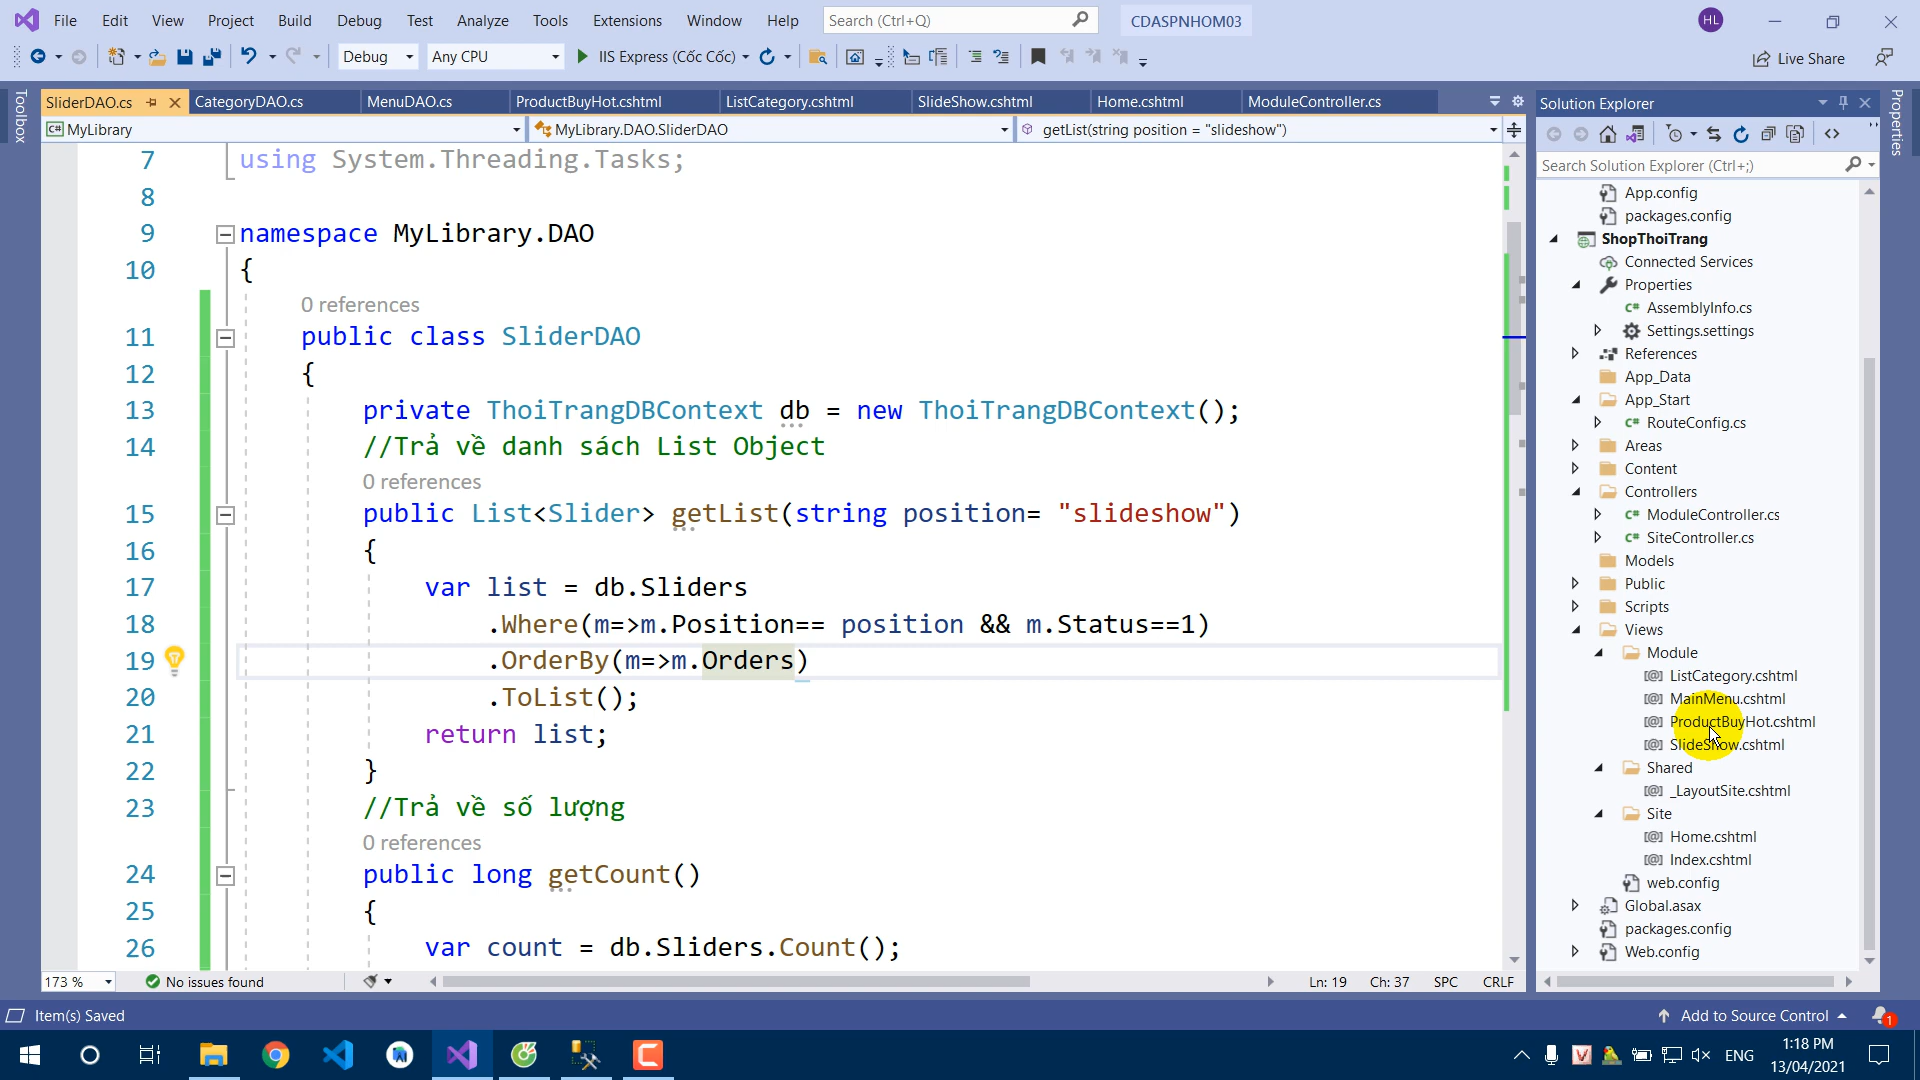 File Edit View Project Build Debug Test Analyze Tools Extensions Window Help Search (Ctrl+Q) CDASPNHOM03 HL
Debug Any CPU IIS Express (Cốc Cốc) Live Share
Toolbox
SliderDAO.cs CategoryDAO.cs MenuDAO.cs ProductBuyHot.cshtml ListCategory.cshtml SlideShow.cshtml Home.cshtml ModuleController.cs
MyLibrary MyLibrary.DAO.SliderDAO getList(string position = "slideshow")
7 using System.Threading.Tasks;
8
9 namespace MyLibrary.DAO
10 {
0 references
11 public class SliderDAO
12 {
13 private ThoiTrangDBContext db = new ThoiTrangDBContext();
14 //Trả về danh sách List Object
0 references
15 public List<Slider> getList(string position= "slideshow")
16 {
17 var list = db.Sliders
18 .Where(m=>m.Position== position && m.Status==1)
19 .OrderBy(m=>m.Orders)
20 .ToList();
21 return list;
22 }
23 //Trả về số lượng
0 references
24 public long getCount()
25 {
26 var count = db.Sliders.Count();
173 % No issues found Ln: 19 Ch: 37 SPC CRLF
Solution Explorer
Search Solution Explorer (Ctrl+;)
App.config
packages.config
ShopThoiTrang
Connected Services
Properties
C# AssemblyInfo.cs
Settings.settings
References
App_Data
App_Start
C# RouteConfig.cs
Areas
Content
Controllers
C# ModuleController.cs
C# SiteController.cs
Models
Public
Scripts
Views
Module
[@] ListCategory.cshtml
[@] MainMenu.cshtml
[@] ProductBuyHot.cshtml
[@] SlideShow.cshtml
Shared
[@] _LayoutSite.cshtml
Site
[@] Home.cshtml
[@] Index.cshtml
web.config
Global.asax
packages.config
Web.config
Properties
Item(s) Saved Add to Source Control 1
ENG 1:18 PM
13/04/2021